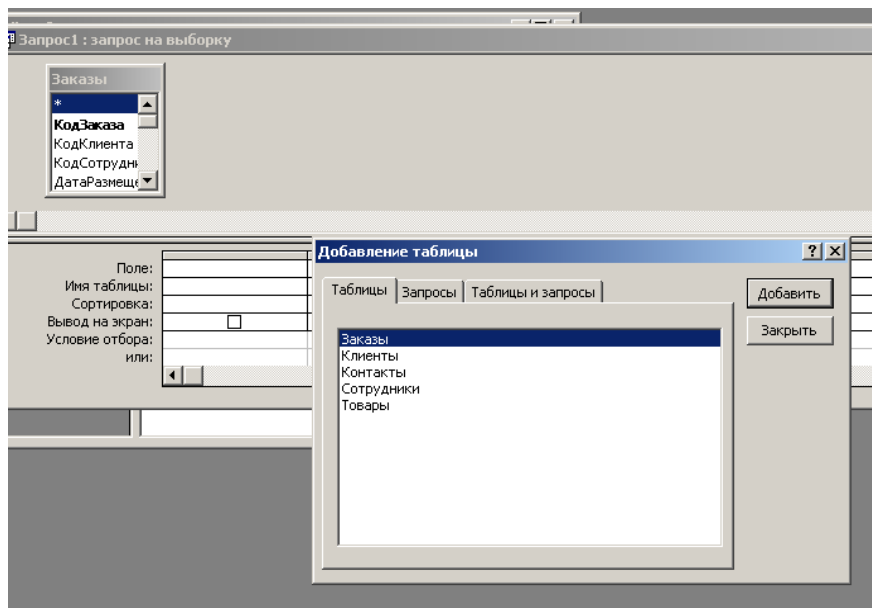 Запрос1 : запрос на выборку
Заказы
*
КодЗаказа
КодКлиента
КодСотрудни
ДатаРазмеще
Поле:
Имя таблицы:
Сортировка:
Вывод на экран:
Условие отбора:
или:
Добавление таблицы
Таблицы Запросы Таблицы и запросы
Добавить
Закрыть
Заказы
Клиенты
Контакты
Сотрудники
Товары